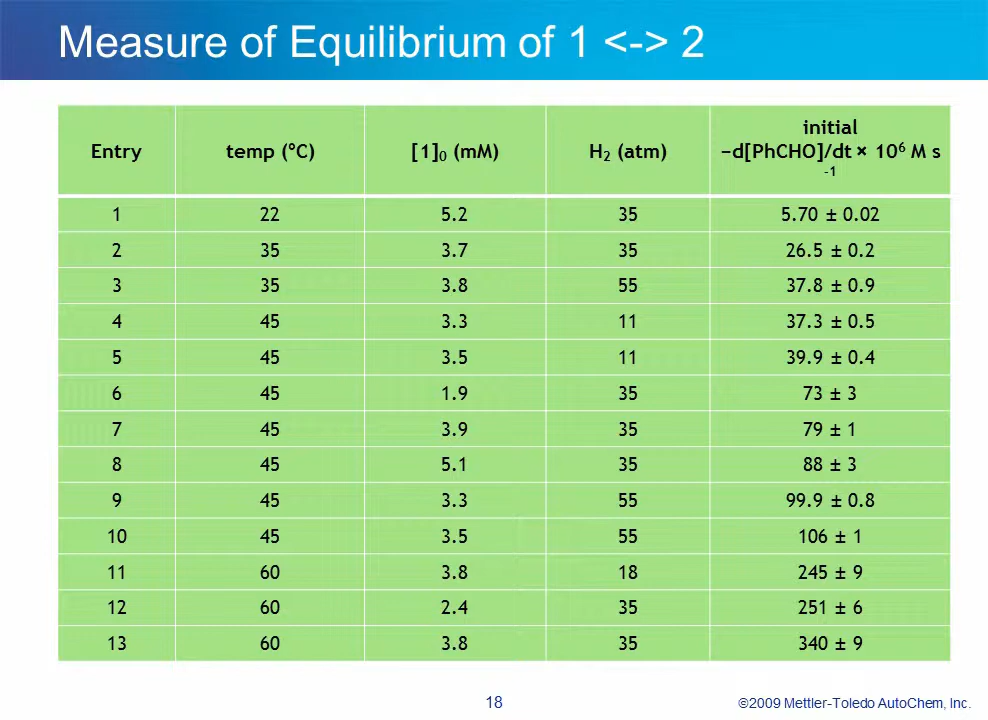 Measure of Equilibrium of 1 <-> 2
Entry temp (°C) [1]₀ (mM) H₂ (atm) initial
−d[PhCHO]/dt × 10⁶ M s
-1
1 22 5.2 35 5.70 ± 0.02
2 35 3.7 35 26.5 ± 0.2
3 35 3.8 55 37.8 ± 0.9
4 45 3.3 11 37.3 ± 0.5
5 45 3.5 11 39.9 ± 0.4
6 45 1.9 35 73 ± 3
7 45 3.9 35 79 ± 1
8 45 5.1 35 88 ± 3
9 45 3.3 55 99.9 ± 0.8
10 45 3.5 55 106 ± 1
11 60 3.8 18 245 ± 9
12 60 2.4 35 251 ± 6
13 60 3.8 35 340 ± 9
18 ©2009 Mettler-Toledo AutoChem, Inc.